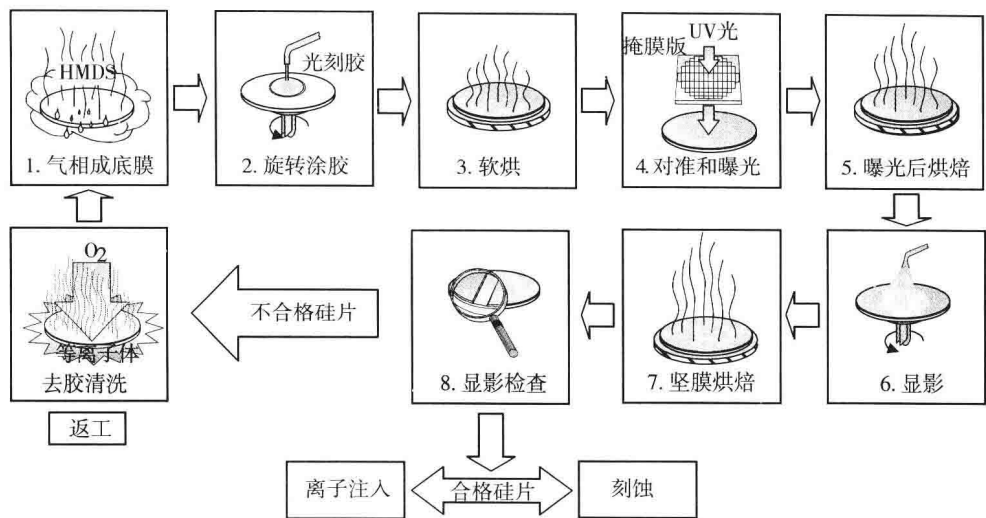 HMDS
1. 气相成底膜
光刻胶
2. 旋转涂胶
3. 软烘
UV光
掩膜版
4. 对准和曝光
5. 曝光后烘焙
O2
等离子体
去胶清洗
返工
不合格硅片
8. 显影检查
7. 坚膜烘焙
6. 显影
离子注入
合格硅片
刻蚀